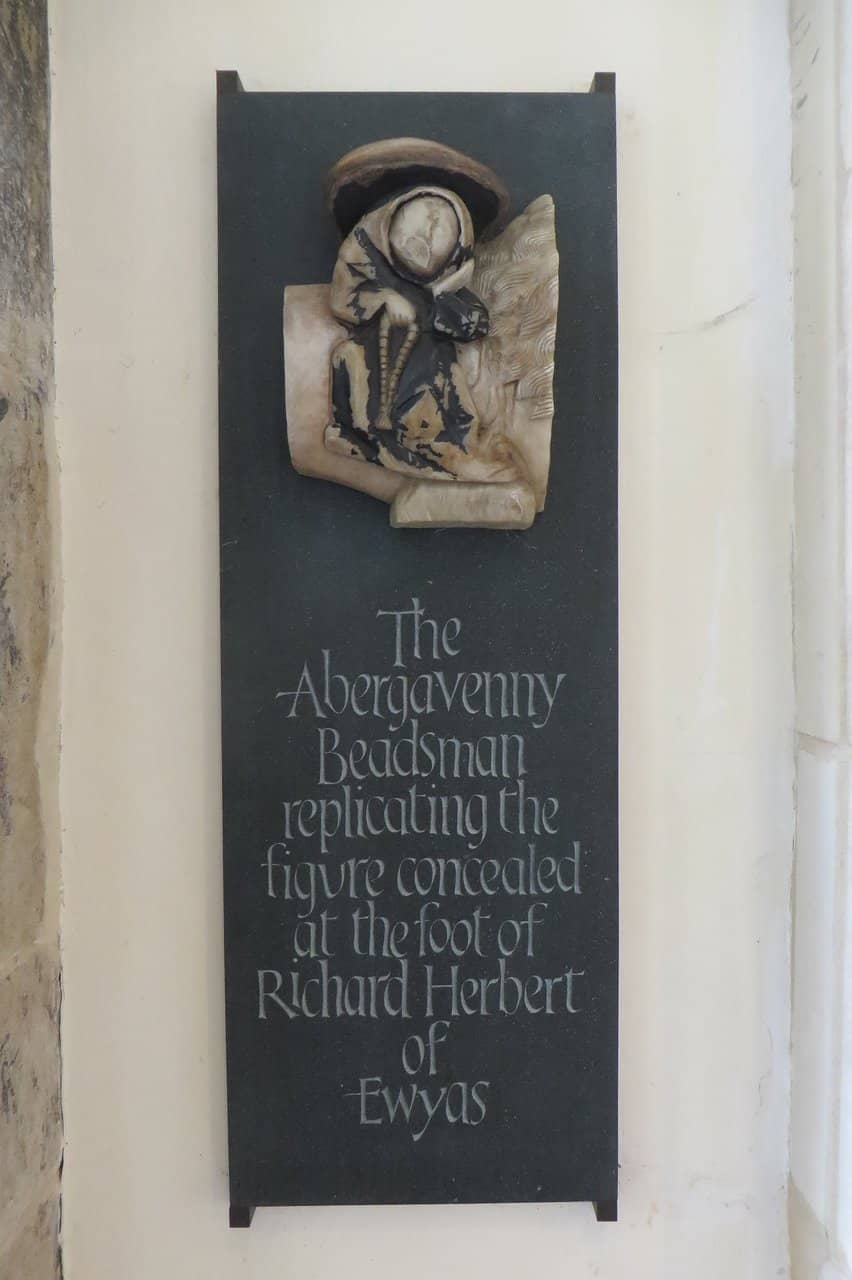 The
Abergavenny
Beadsman
replicating the
figure concealed
at the foot of
Richard Herbert
of
Ewyas